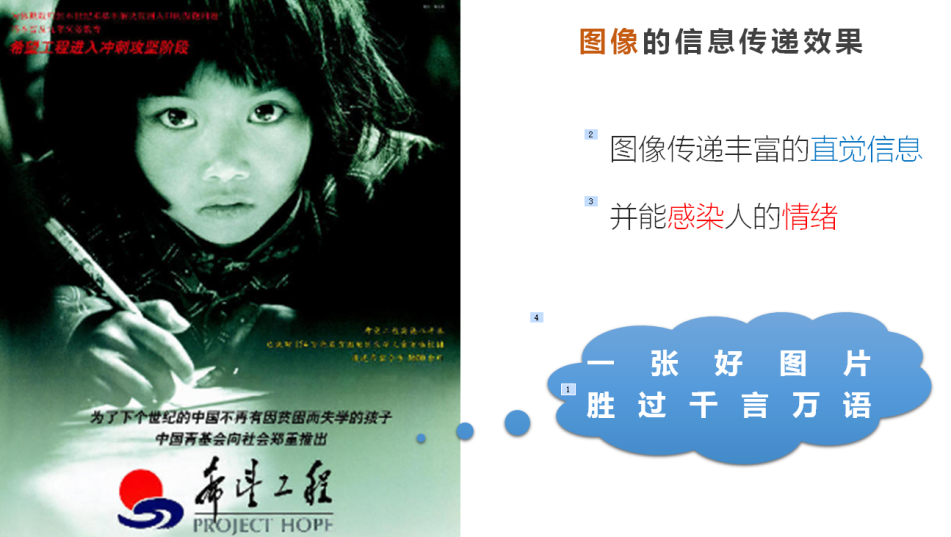 希望工程进入冲刺攻坚阶段
为了下个世纪的中国不再有因贫困而失学的孩子
中国青基会向社会郑重推出
希望工程
PROJECT HOPE
图像的信息传递效果
2
图像传递丰富的直觉信息
3
并能感染人的情绪
4
一张好图片
1
胜过千言万语